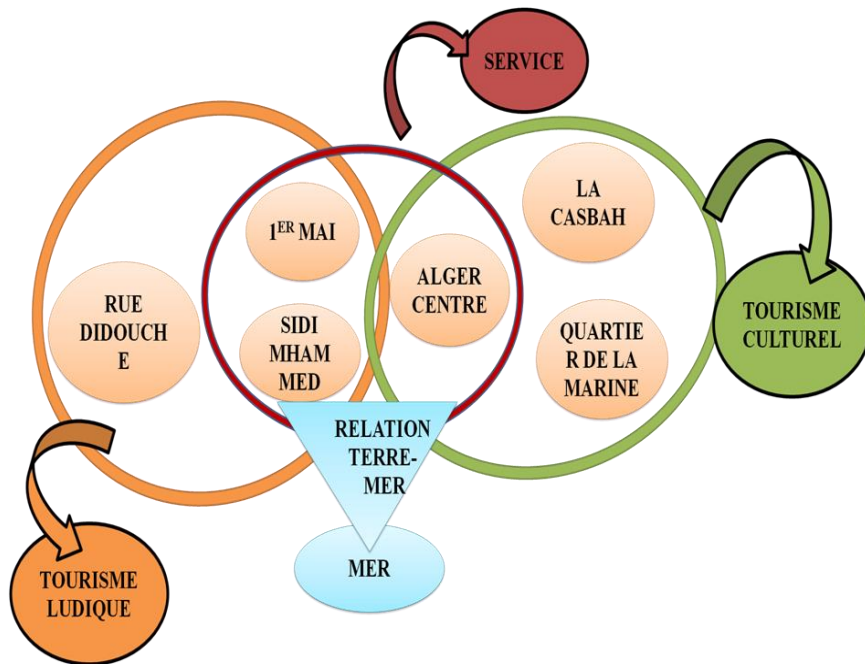 SERVICE
1ER MAI
LA
CASBAH
ALGER
CENTRE
RUE
DIDOUCH
E
SIDI
MHAM
MED
QUARTIE
R DE LA
MARINE
TOURISME
CULTUREL
RELATION
TERRE-
MER
MER
TOURISME
LUDIQUE